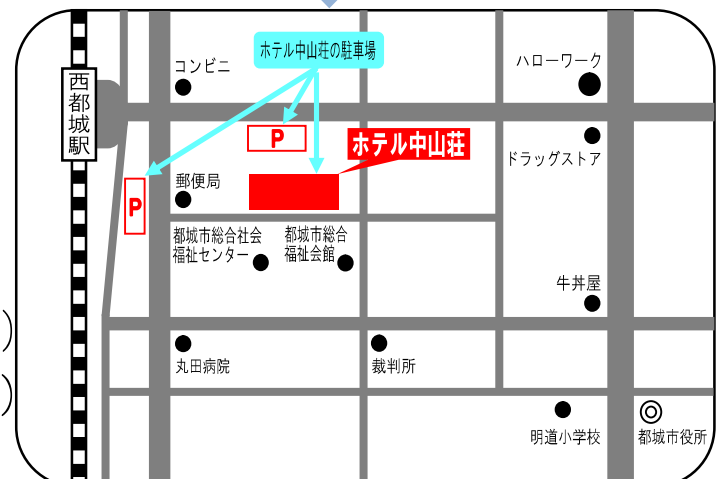 ホテル中山荘の駐車場
コンビニ
ハローワーク
西都城駅
P
ホテル中山荘
ドラッグストア
郵便局
P
都城市総合社会
福祉センター
都城市総合
福祉会館
牛丼屋
丸田病院
裁判所
明道小学校
都城市役所